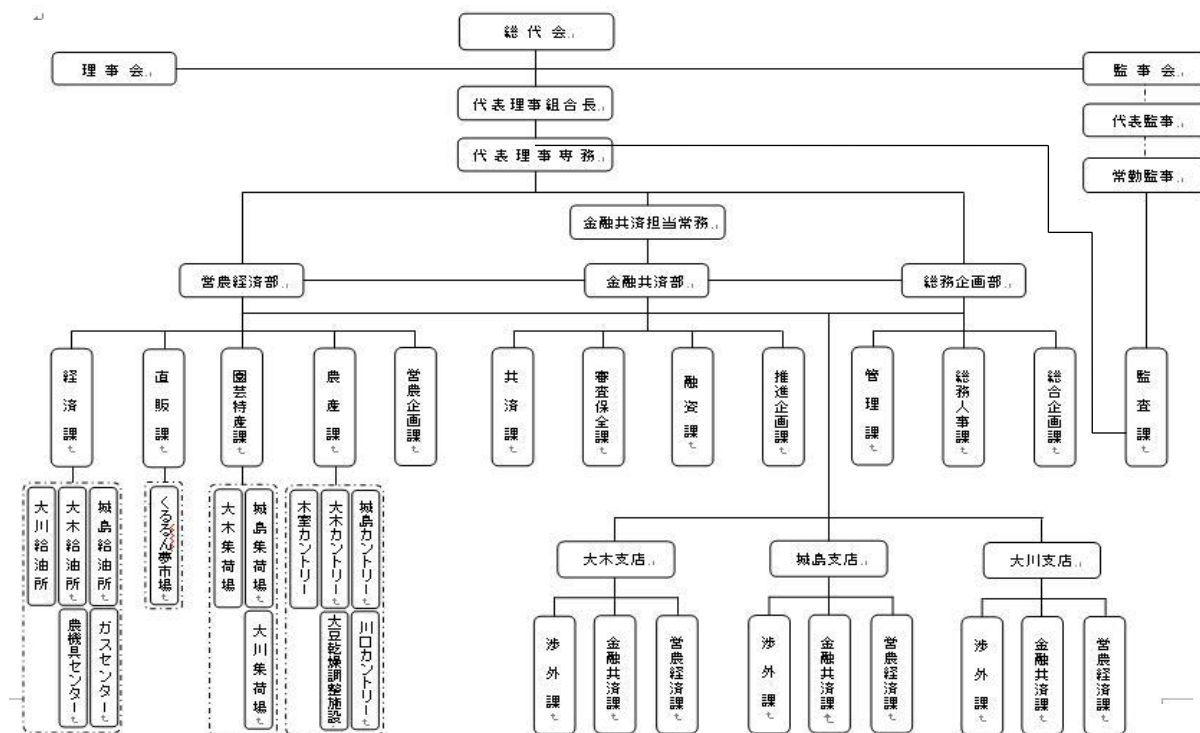 総代会
理事会
監事会
代表理事組合長
代表監事
代表理事専務
常勤監事
金融共済担当常務
営農経済部
金融共済部
総務企画部
経済課
直販課
園芸特産課
農産課
営農企画課
共済課
審査保全課
融資課
推進企画課
管理課
総務人事課
総合企画課
監査課
大川給油所
大木給油所
城島給油所
農機具センター
ガスセンター
くるるん夢市場
大木集荷場
城島集荷場
大川集荷場
木室カントリー
大木カントリー
城島カントリー
大豆乾燥調整施設
川口カントリー
大木支店
城島支店
大川支店
渉外課
金融共済課
営農経済課
渉外課
金融共済課
営農経済課
渉外課
金融共済課
営農経済課